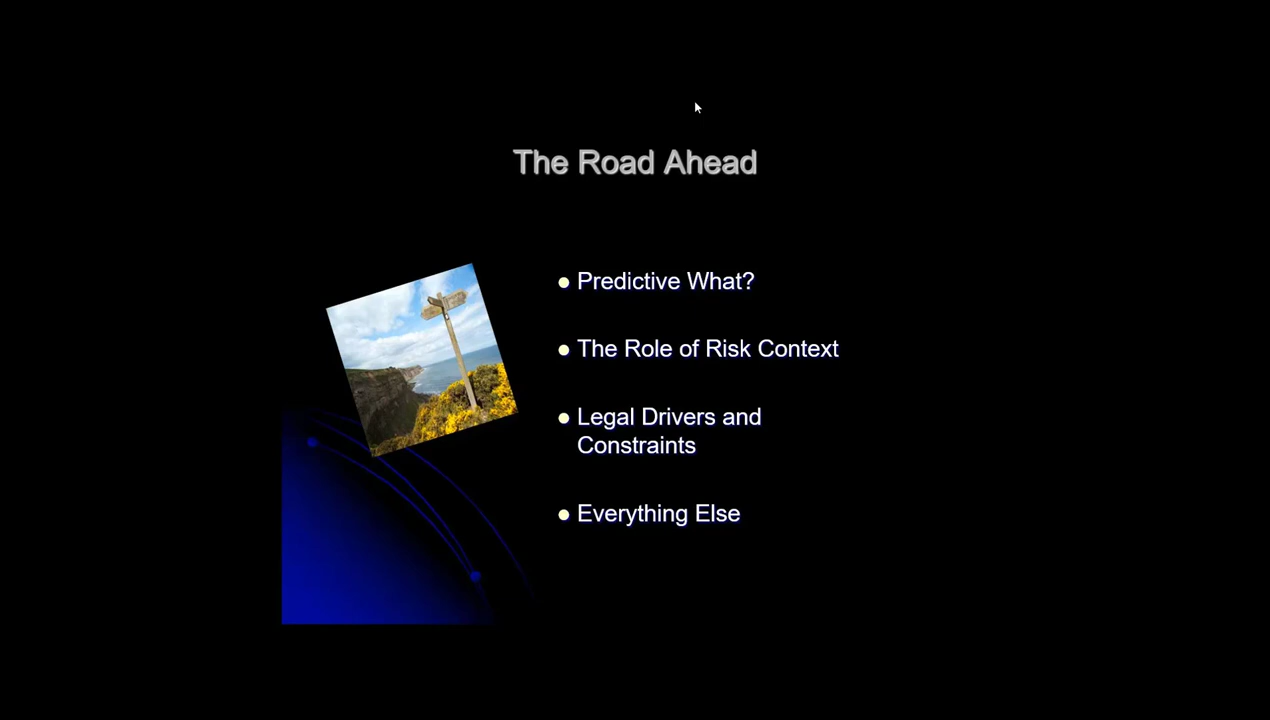 The Road Ahead
Predictive What?
The Role of Risk Context
Legal Drivers and
Constraints
Everything Else